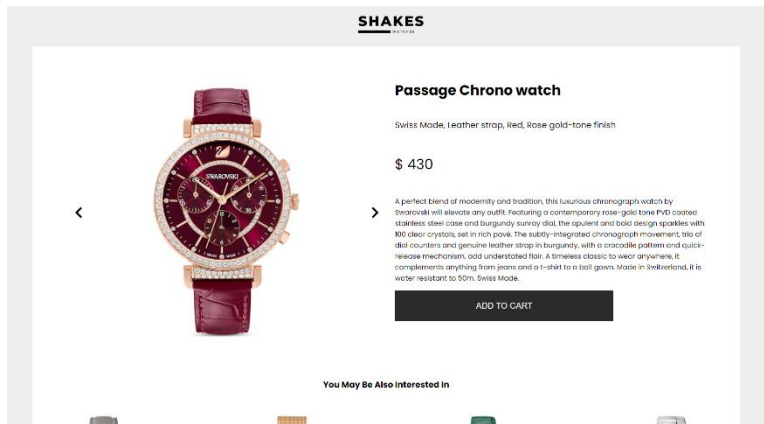 SHAKES
WATCHES
Passage Chrono watch
Swiss Made, Leather strap, Red, Rose gold-tone finish
$ 430
A perfect blend of modernity and tradition, this luxurious chronograph watch by
Swarovski will elevate any outfit. Featuring a contemporary rose-gold tone PVD coated
stainless steel case and burgundy sunray dial, the opulent and bold design sparkles with
100 clear crystals, set in rich pavé. The subtly-integrated chronograph movement, trio of
dial counters and genuine leather strap in burgundy, with a crocodile pattern and quick-
release mechanism, add understated flair. A timeless classic to wear anywhere, it
complements anything from jeans and a t-shirt to a ball gown. Made in Switzerland, it is
water resistant to 50m. Swiss Made.
ADD TO CART
SWAROVSKI
You May Be Also Interested In